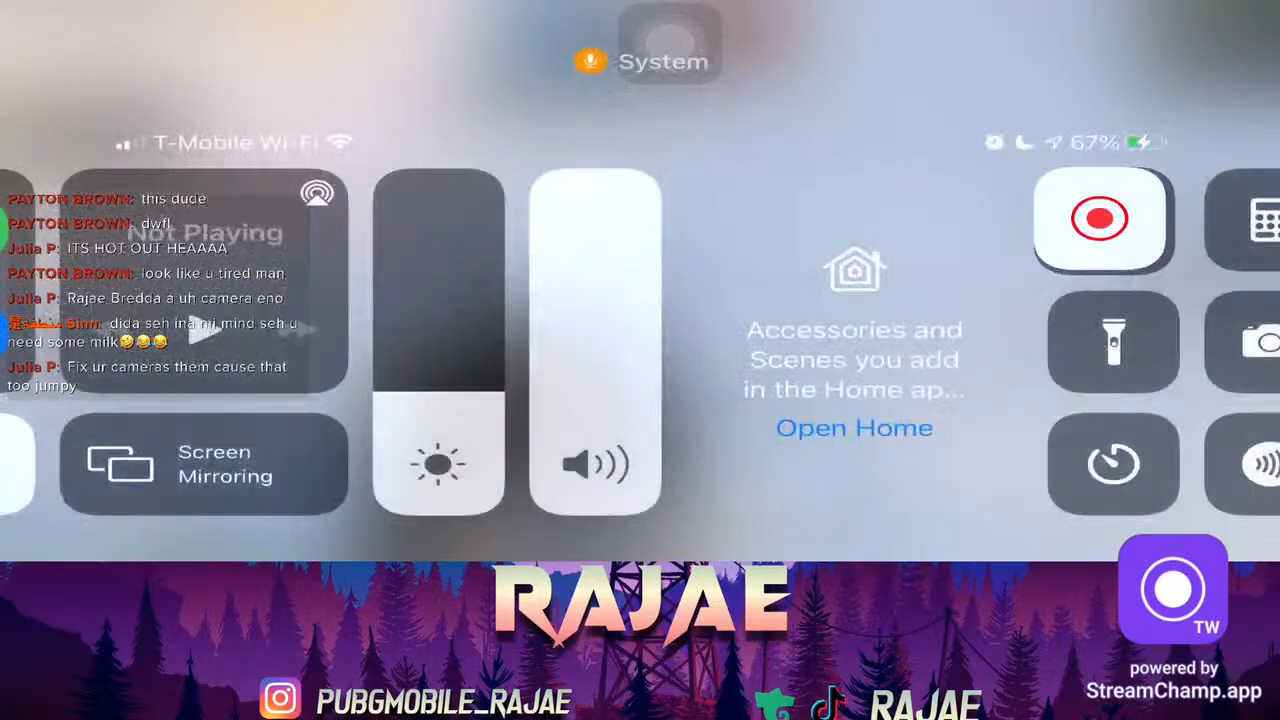 System
T-Mobile Wi-Fi
67%
Not Playing
PAYTON BROWN: this dude
PAYTON BROWN: dwfl
Julia P: ITS HOT OUT HEAAAA
PAYTON BROWN: look like u tired man
Julia P: Rajae Bredda a uh camera eno
Sinn: dida seh ina mi mind seh u
need some milk🤣😂😂
Julia P: Fix ur cameras them cause that
too jumpy
Screen
Mirroring
Accessories and
Scenes you add
in the Home ap...
Open Home
RAJAE
PUBGMOBILE_RAJAE
RAJAE
TW
powered by
StreamChamp.app